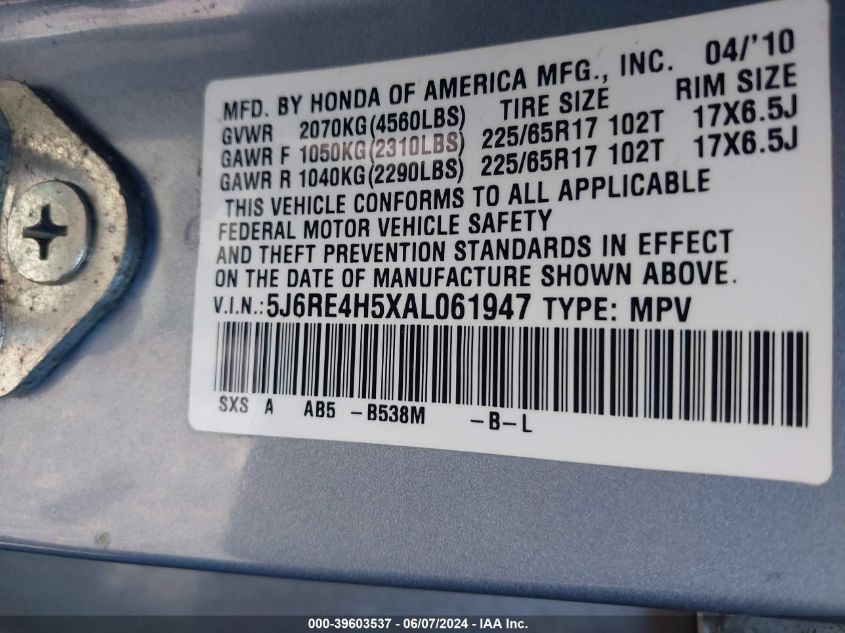 MFD. BY HONDA OF AMERICA MFG., INC. 04/'10
GVWR 2070KG(4560LBS) TIRE SIZE RIM SIZE
GAWR F 1050KG(2310LBS) 225/65R17 102T 17X6.5J
GAWR R 1040KG(2290LBS) 225/65R17 102T 17X6.5J
THIS VEHICLE CONFORMS TO ALL APPLICABLE
FEDERAL MOTOR VEHICLE SAFETY
AND THEFT PREVENTION STANDARDS IN EFFECT
ON THE DATE OF MANUFACTURE SHOWN ABOVE.
V.I.N.: 5J6RE4H5XAL061947 TYPE: MPV
SXS A AB5 -B538M -B-L
000-39603537 - 06/07/2024 - IAA Inc.